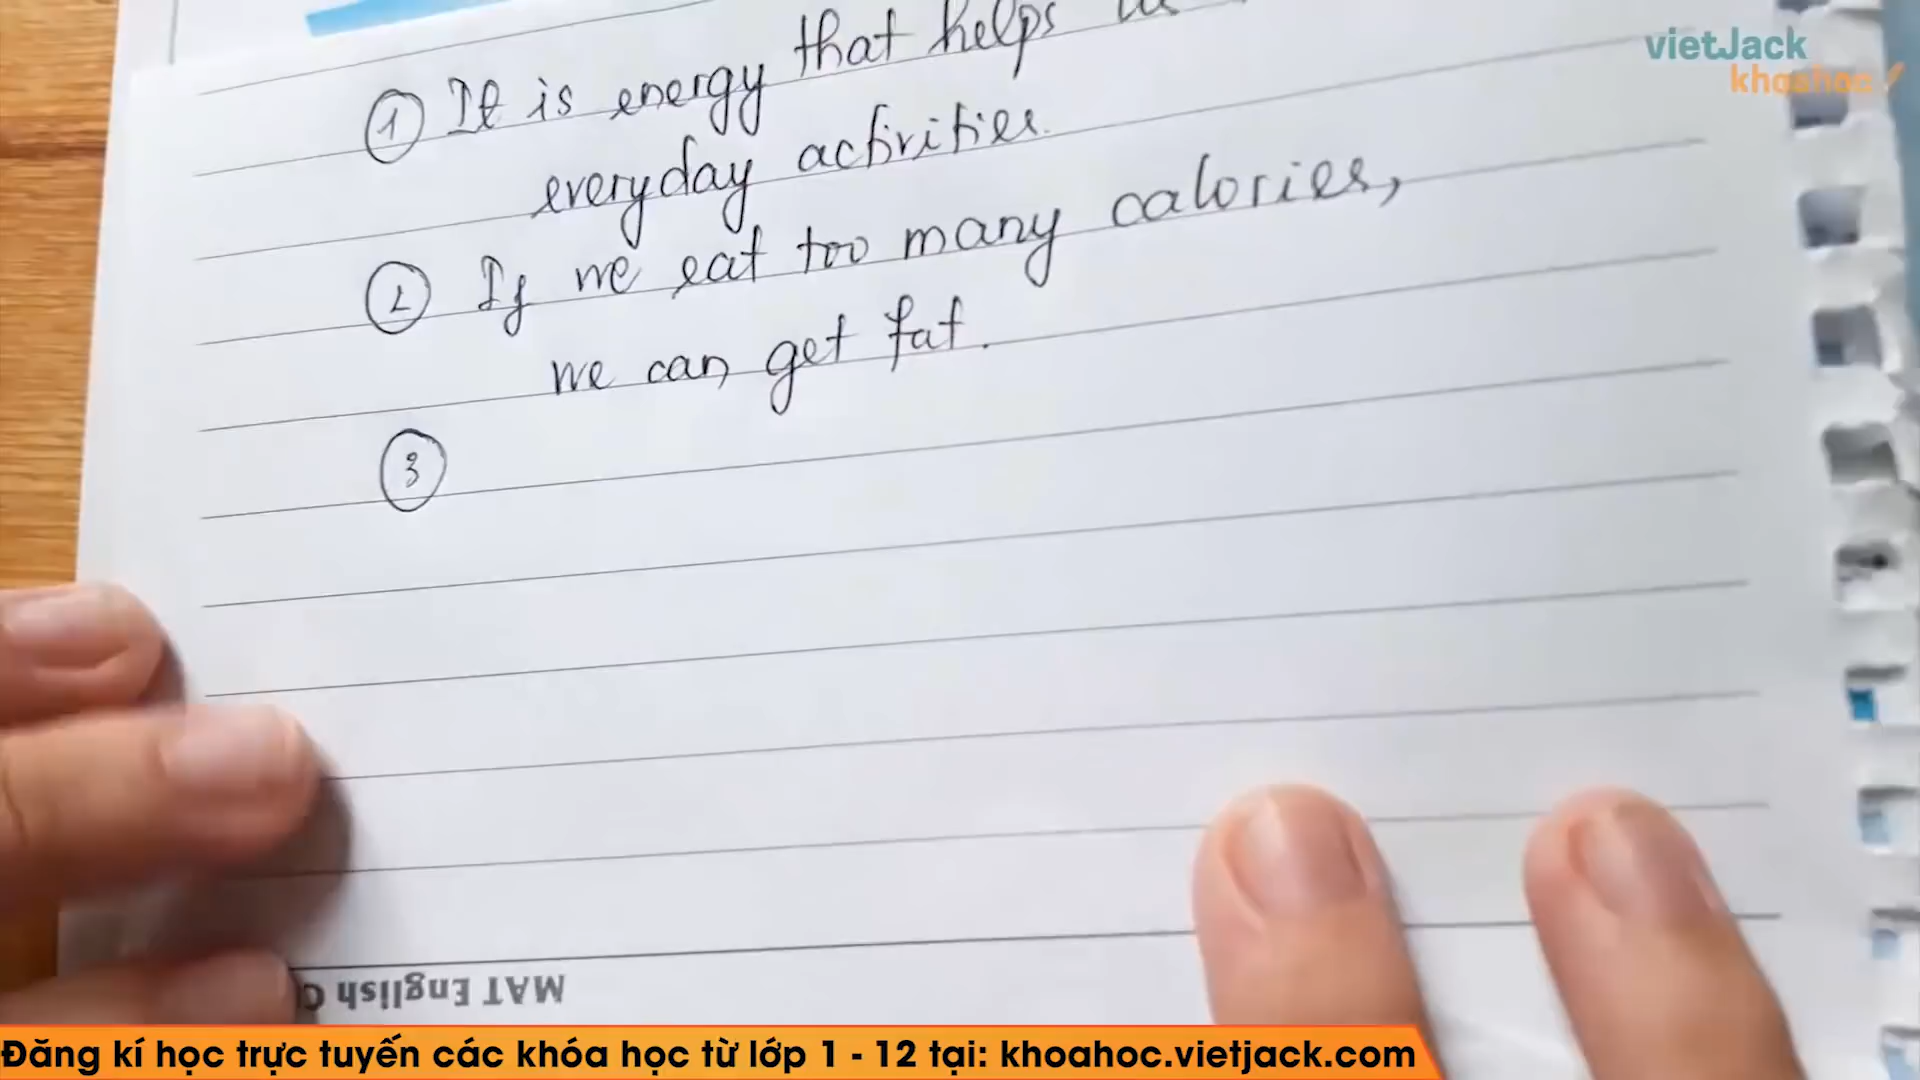 ① It is energy that helps
everyday activities.
② If we eat too many calories,
we can get fat.
③
MAT English
vietJack
khoahoc
Đăng kí học trực tuyến các khóa học từ lớp 1 - 12 tại: khoahoc.vietjack.com